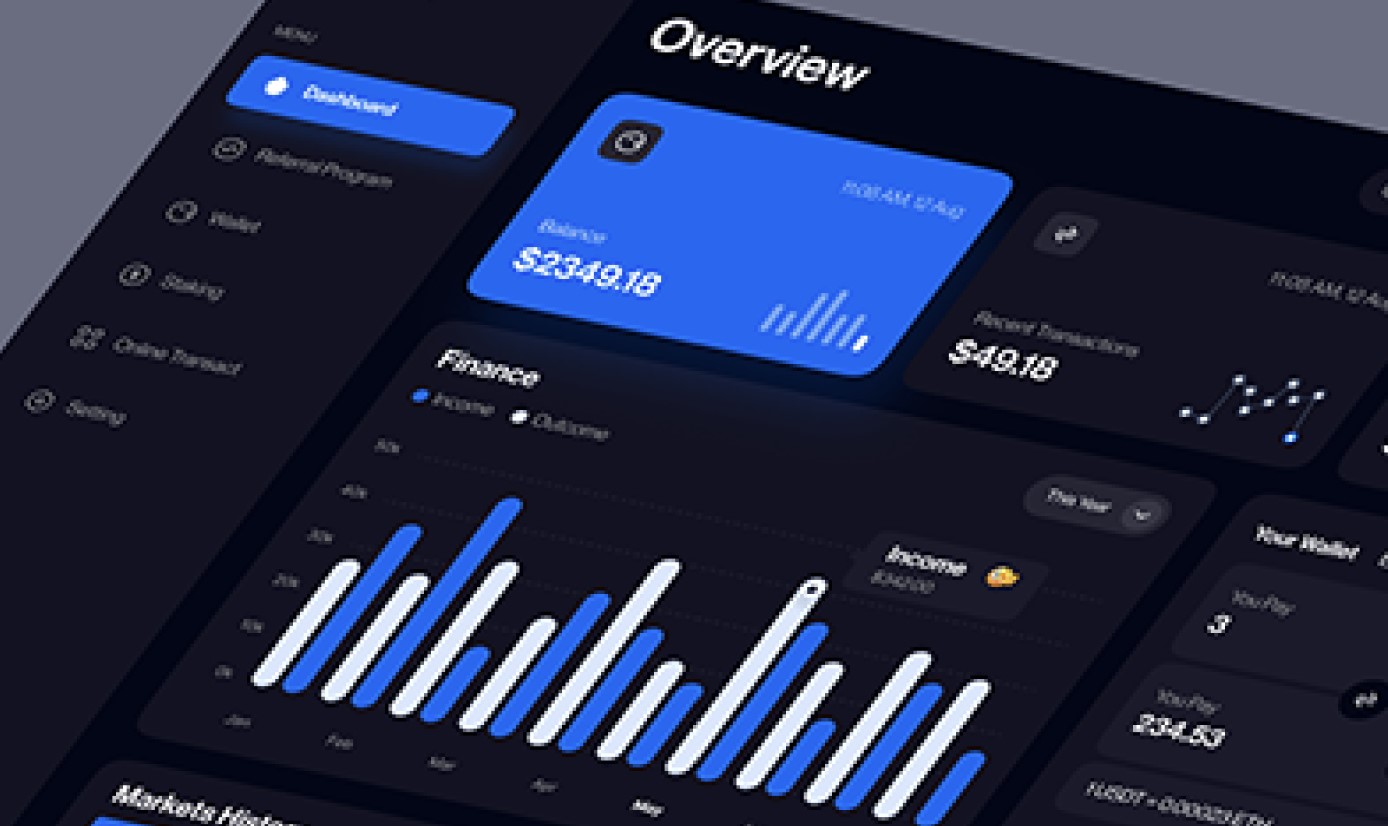 MENU
Dashboard
Referral Program
Wallet
Staking
Online Transact
Setting
Overview
11:08 AM, 12 Aug
Balance
$2349.18
11:08 AM, 12 Aug
Recent Transactions
$49.18
Finance
Income
Outcome
This Year
50k
40k
30k
20k
10k
0k
Income
$342.00
Jan
Feb
Mar
Apr
May
Your Wallet
You Pay
3
You Pay
234.53
1 USDT = 0.00023 ETH
Markets